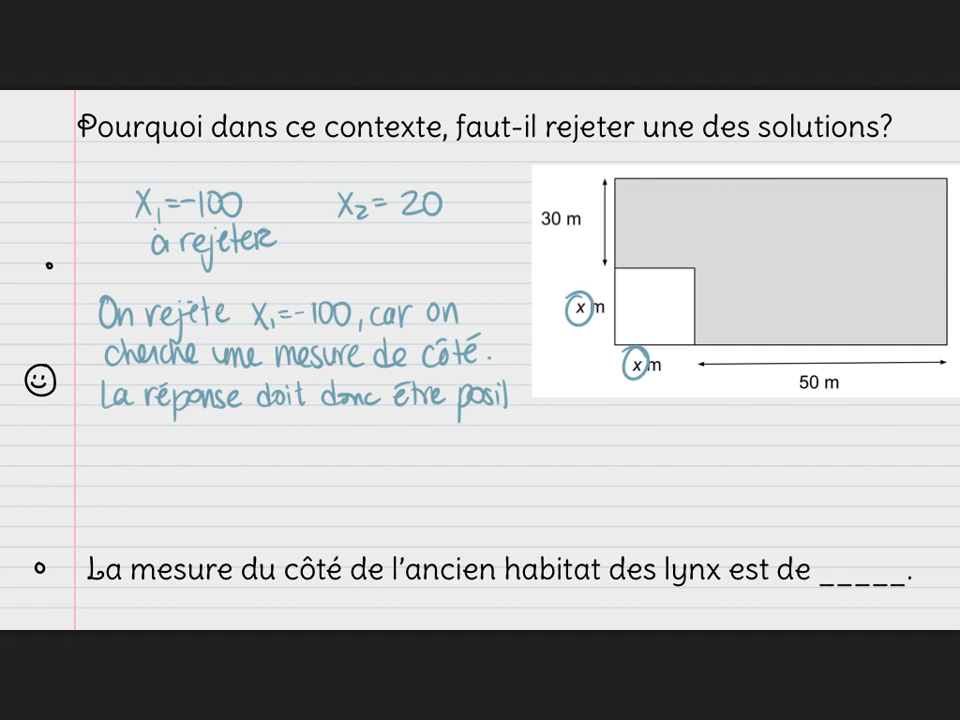 Pourquoi dans ce contexte, faut-il rejeter une des solutions?
X₁=-100 X₂= 20
à rejeter
30 m
On rejète X₁=-100, car on
x m
cherche une mesure de côté.
x m
50 m
La réponse doit donc être posi
La mesure du côté de l'ancien habitat des lynx est de _____.